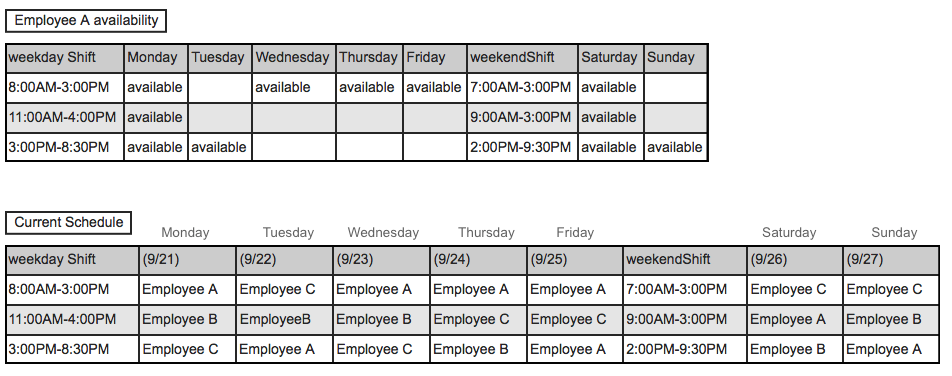 Employee A availability
weekday Shift Monday Tuesday Wednesday Thursday Friday weekendShift Saturday Sunday
8:00AM-3:00PM available available available available 7:00AM-3:00PM available
11:00AM-4:00PM available 9:00AM-3:00PM available
3:00PM-8:30PM available available 2:00PM-9:30PM available available
Current Schedule
Monday Tuesday Wednesday Thursday Friday Saturday Sunday
weekday Shift (9/21) (9/22) (9/23) (9/24) (9/25) weekendShift (9/26) (9/27)
8:00AM-3:00PM Employee A Employee C Employee A Employee A Employee A 7:00AM-3:00PM Employee C Employee C
11:00AM-4:00PM Employee B EmployeeB Employee B Employee C Employee C 9:00AM-3:00PM Employee A Employee B
3:00PM-8:30PM Employee C Employee A Employee C Employee B Employee A 2:00PM-9:30PM Employee B Employee A